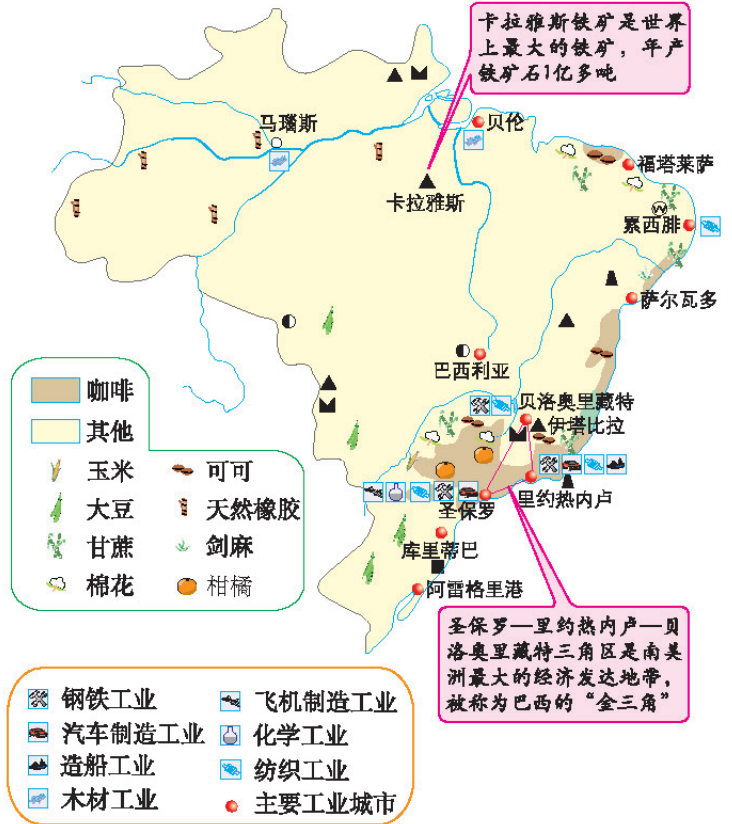 卡拉雅斯铁矿是世界
上最大的铁矿，年产
铁矿石1亿多吨
马瑙斯
贝伦
福塔莱萨
卡拉雅斯
累西腓
萨尔瓦多
巴西利亚
贝洛奥里藏特
伊塔比拉
里约热内卢
圣保罗
库里蒂巴
阿雷格里港
咖啡
其他
玉米
可可
大豆
天然橡胶
甘蔗
剑麻
棉花
柑橘
圣保罗—里约热内卢—贝
洛奥里藏特三角区是南美
洲最大的经济发达地带，
被称为巴西的“金三角”
钢铁工业
飞机制造工业
汽车制造工业
化学工业
造船工业
纺织工业
木材工业
主要工业城市
W